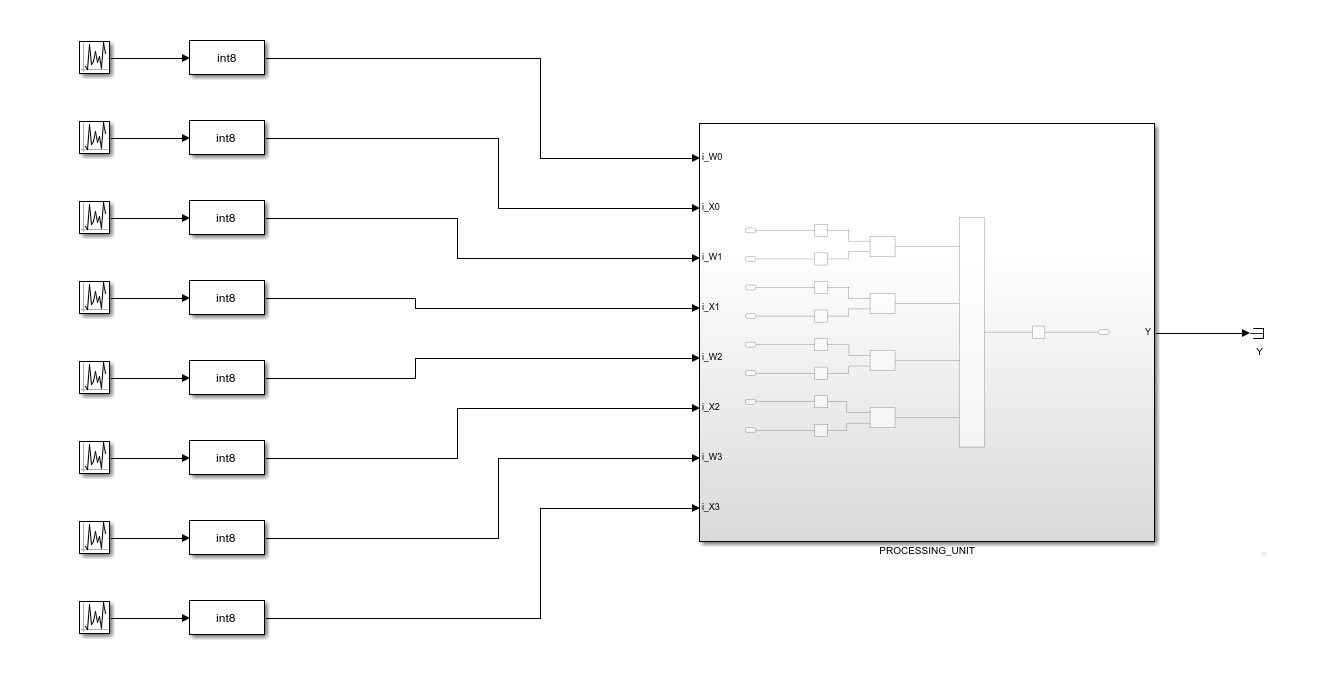 int8
i_W0
int8
i_X0
int8
i_W1
int8
i_X1
int8
i_W2
int8
i_X2
int8
i_W3
int8
i_X3
Y
Y
PROCESSING_UNIT